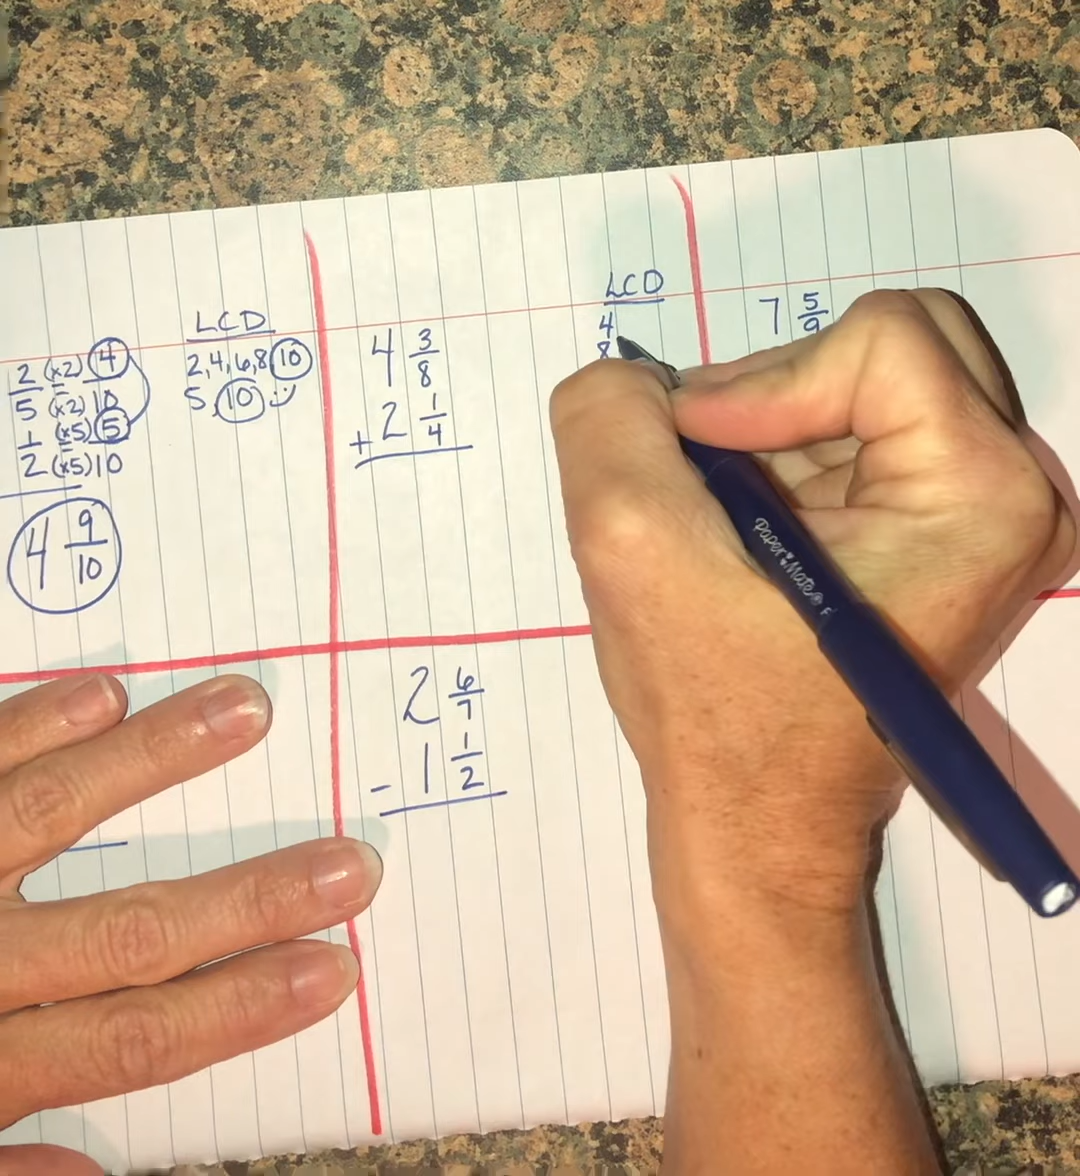 2/5 (x2) 4/10
1/2 (x5) 5/10
4 9/10
LCD
2,4,6,8,10
5, 10
4 3/8
+ 2 1/4
LCD
4
8
7 5/9
2 6/7
- 1 1/2
Paper Mate® F